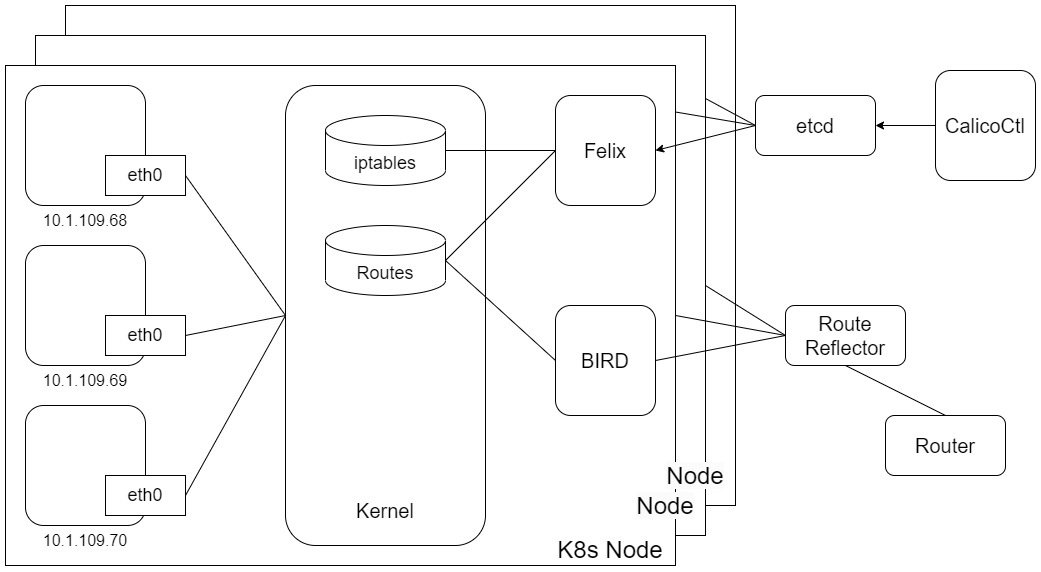 eth0
10.1.109.68
eth0
10.1.109.69
eth0
10.1.109.70
iptables
Routes
Kernel
Felix
BIRD
etcd
CalicoCtl
Route
Reflector
Router
Node
Node
K8s Node